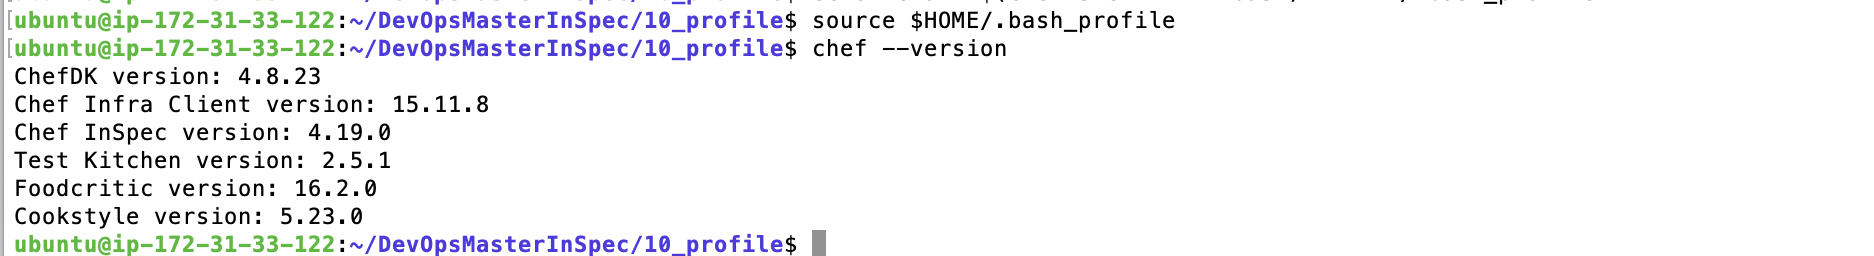 ubuntu@ip-172-31-33-122:~/DevOpsMasterInSpec/10_profile$ source $HOME/.bash_profile
ubuntu@ip-172-31-33-122:~/DevOpsMasterInSpec/10_profile$ chef --version
ChefDK version: 4.8.23
Chef Infra Client version: 15.11.8
Chef InSpec version: 4.19.0
Test Kitchen version: 2.5.1
Foodcritic version: 16.2.0
Cookstyle version: 5.23.0
ubuntu@ip-172-31-33-122:~/DevOpsMasterInSpec/10_profile$